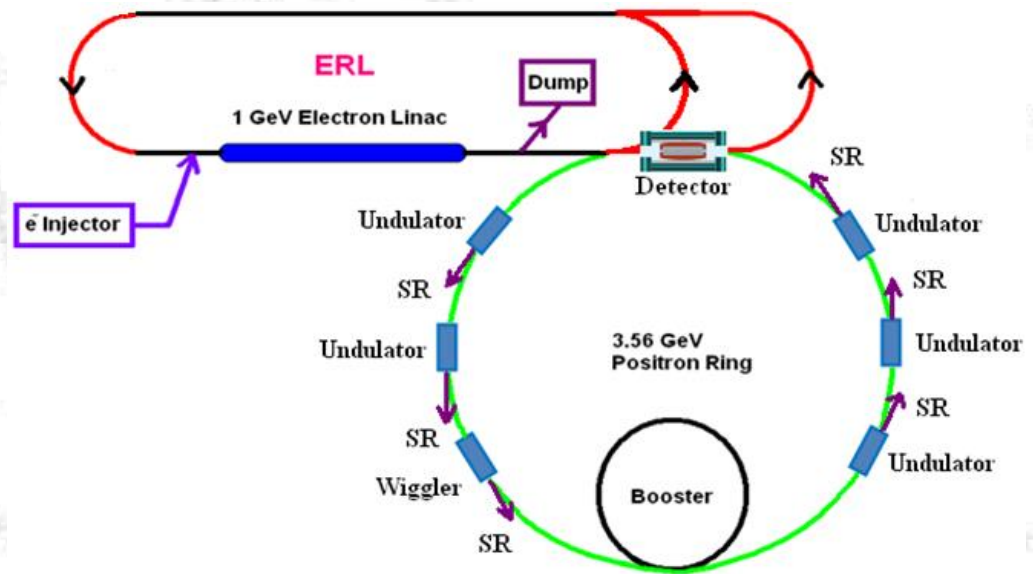 ERL
Dump
1 GeV Electron Linac
e⁻ Injector
Detector
SR
Undulator
Undulator
SR
SR
Undulator
3.56 GeV
Positron Ring
Undulator
SR
SR
Wiggler
Undulator
Booster
SR